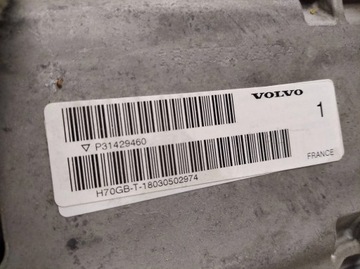 VOLVO
▽ P31429460
1
H70GB-T-18030502974
FRANCE